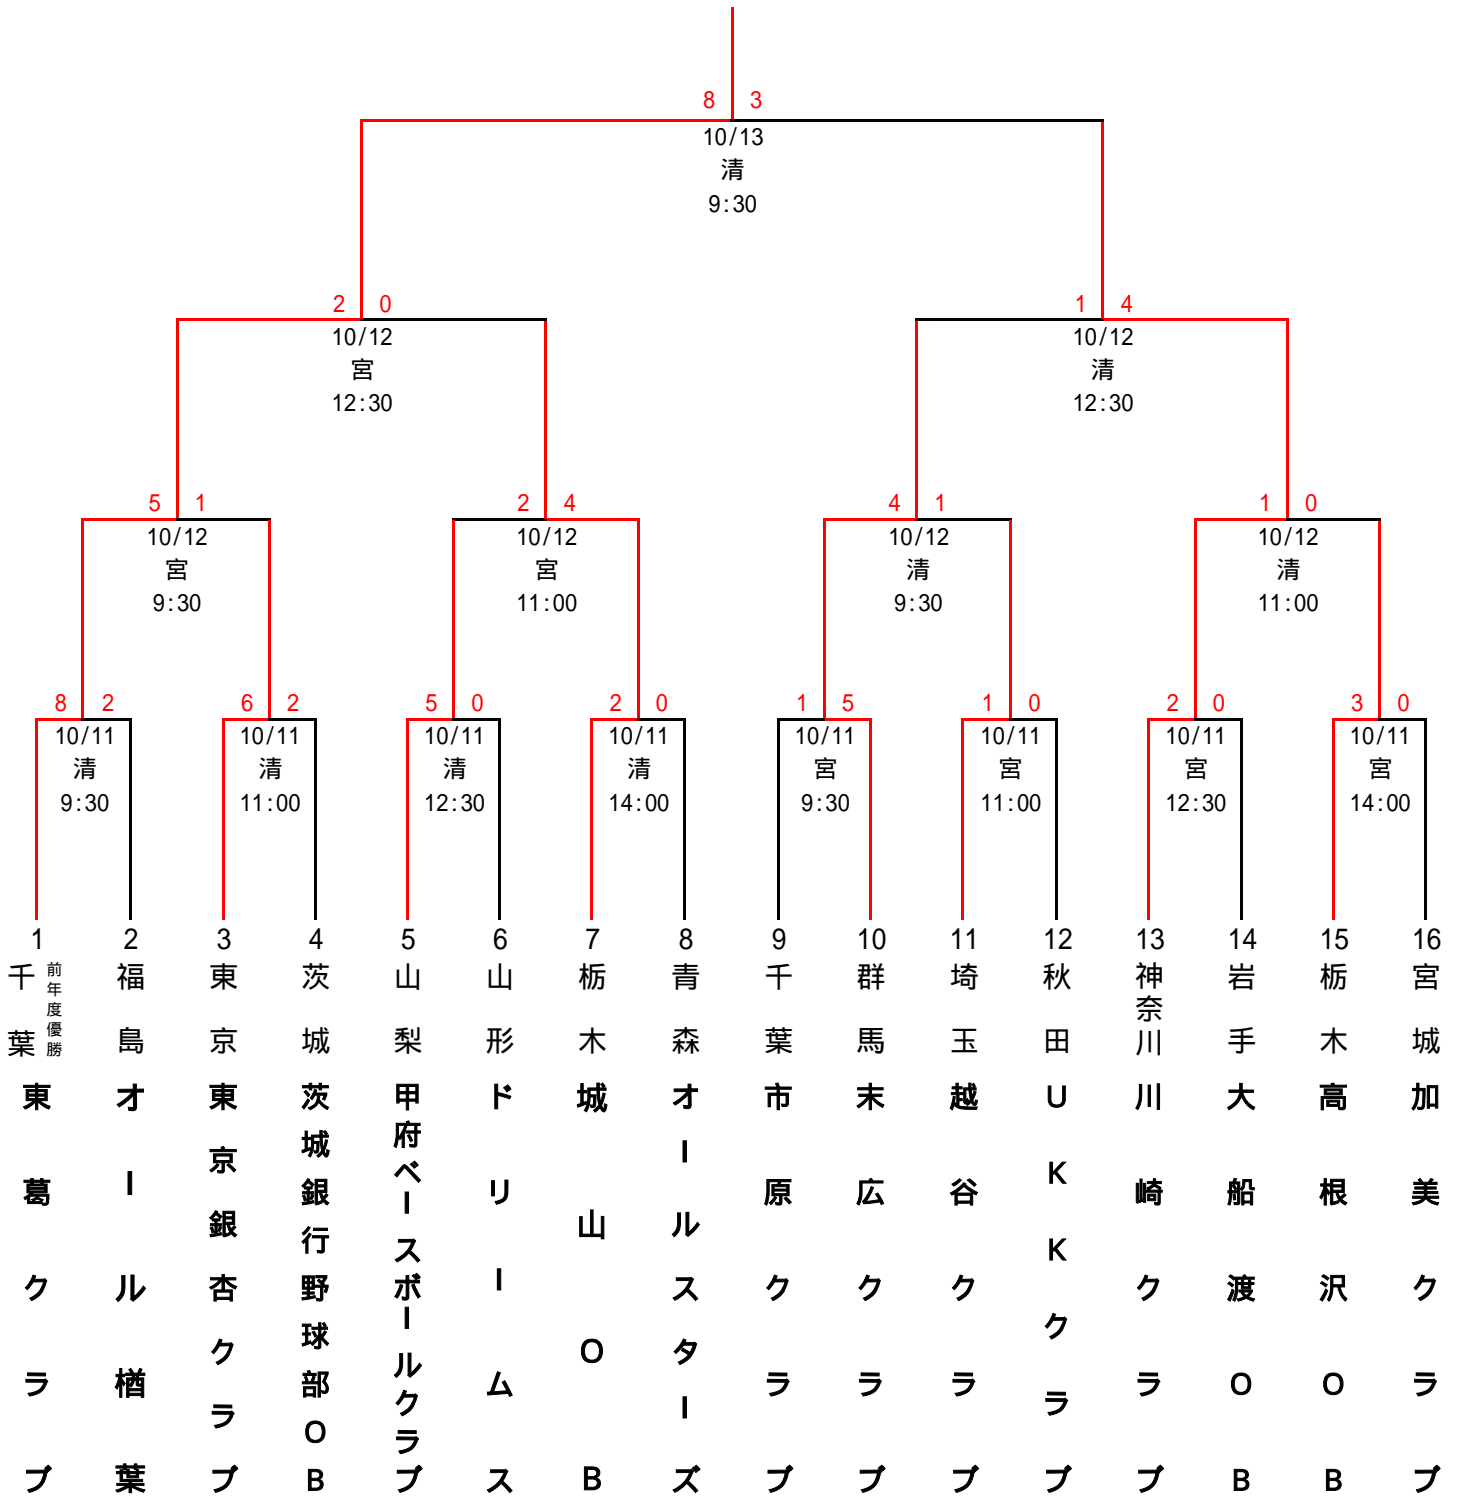 8 3
10/13
清
9:30
2 0
10/12
宮
12:30
1 4
10/12
清
12:30
5 1
10/12
宮
9:30
2 4
10/12
宮
11:00
4 1
10/12
清
9:30
1 0
10/12
清
11:00
8 2
10/11
清
9:30
6 2
10/11
清
11:00
5 0
10/11
清
12:30
2 0
10/11
清
14:00
1 5
10/11
宮
9:30
1 0
10/11
宮
11:00
2 0
10/11
宮
12:30
3 0
10/11
宮
14:00
1
千葉
前年度優勝
東葛クラブ
2
福島
オール楢葉
3
東京
東京銀杏クラブ
4
茨城
茨城銀行野球部OB
5
山梨
甲府ベースボールクラブ
6
山形
ドリームス
7
栃木
城山OB
8
青森
オールスターズ
9
千葉
市原クラブ
10
群馬
末広クラブ
11
埼玉
越谷クラブ
12
秋田
UKKクラブ
13
神奈川
川崎クラブ
14
岩手
大船渡OB
15
栃木
高根沢OB
16
宮城
加美クラブ